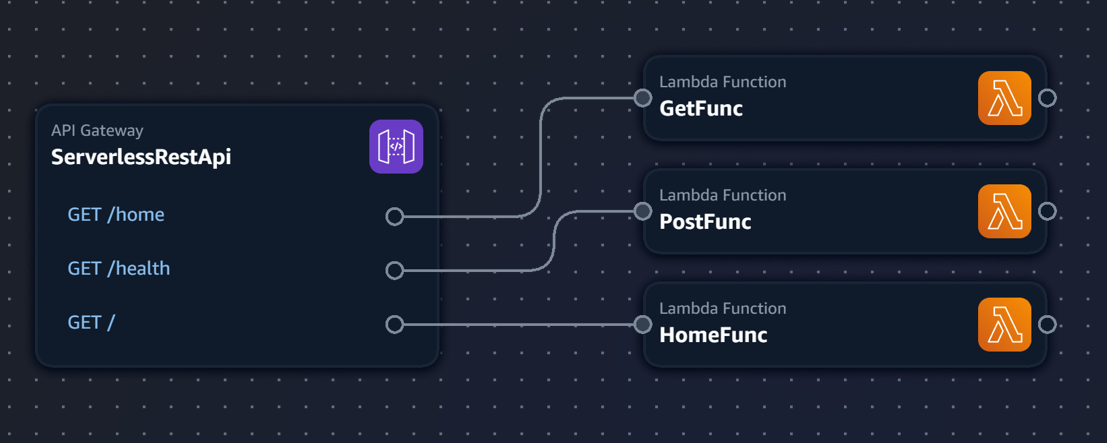 API Gateway
ServerlessRestApi
GET /home
GET /health
GET /
Lambda Function
GetFunc
Lambda Function
PostFunc
Lambda Function
HomeFunc